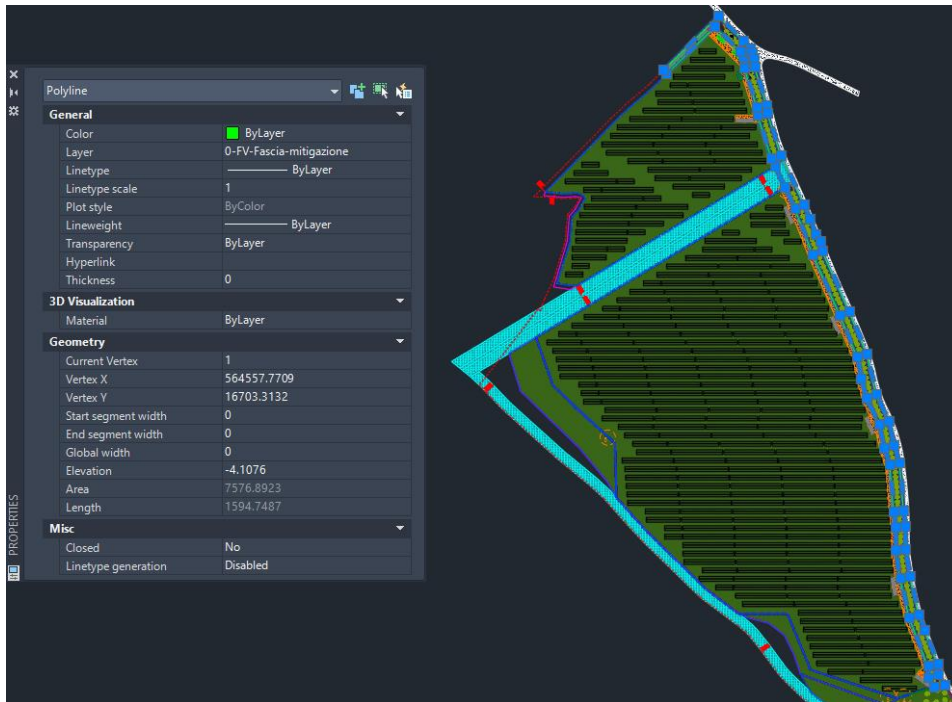 Polyline
General
Color ByLayer
Layer 0-FV-Fascia-mitigazione
Linetype ByLayer
Linetype scale 1
Plot style ByColor
Lineweight ByLayer
Transparency ByLayer
Hyperlink
Thickness 0
3D Visualization
Material ByLayer
Geometry
Current Vertex 1
Vertex X 564557.7709
Vertex Y 16703.3132
Start segment width 0
End segment width 0
Global width 0
Elevation -4.1076
Area 7576.8923
Length 1594.7487
Misc
Closed No
Linetype generation Disabled
PROPERTIES